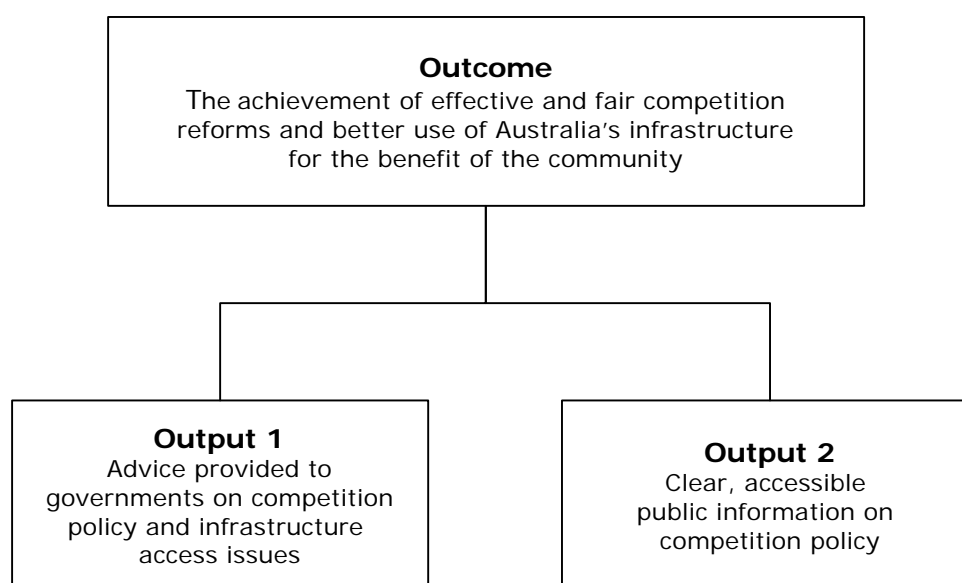 Outcome
The achievement of effective and fair competition
reforms and better use of Australia’s infrastructure
for the benefit of the community
Output 1
Advice provided to
governments on competition
policy and infrastructure
access issues
Output 2
Clear, accessible
public information on
competition policy